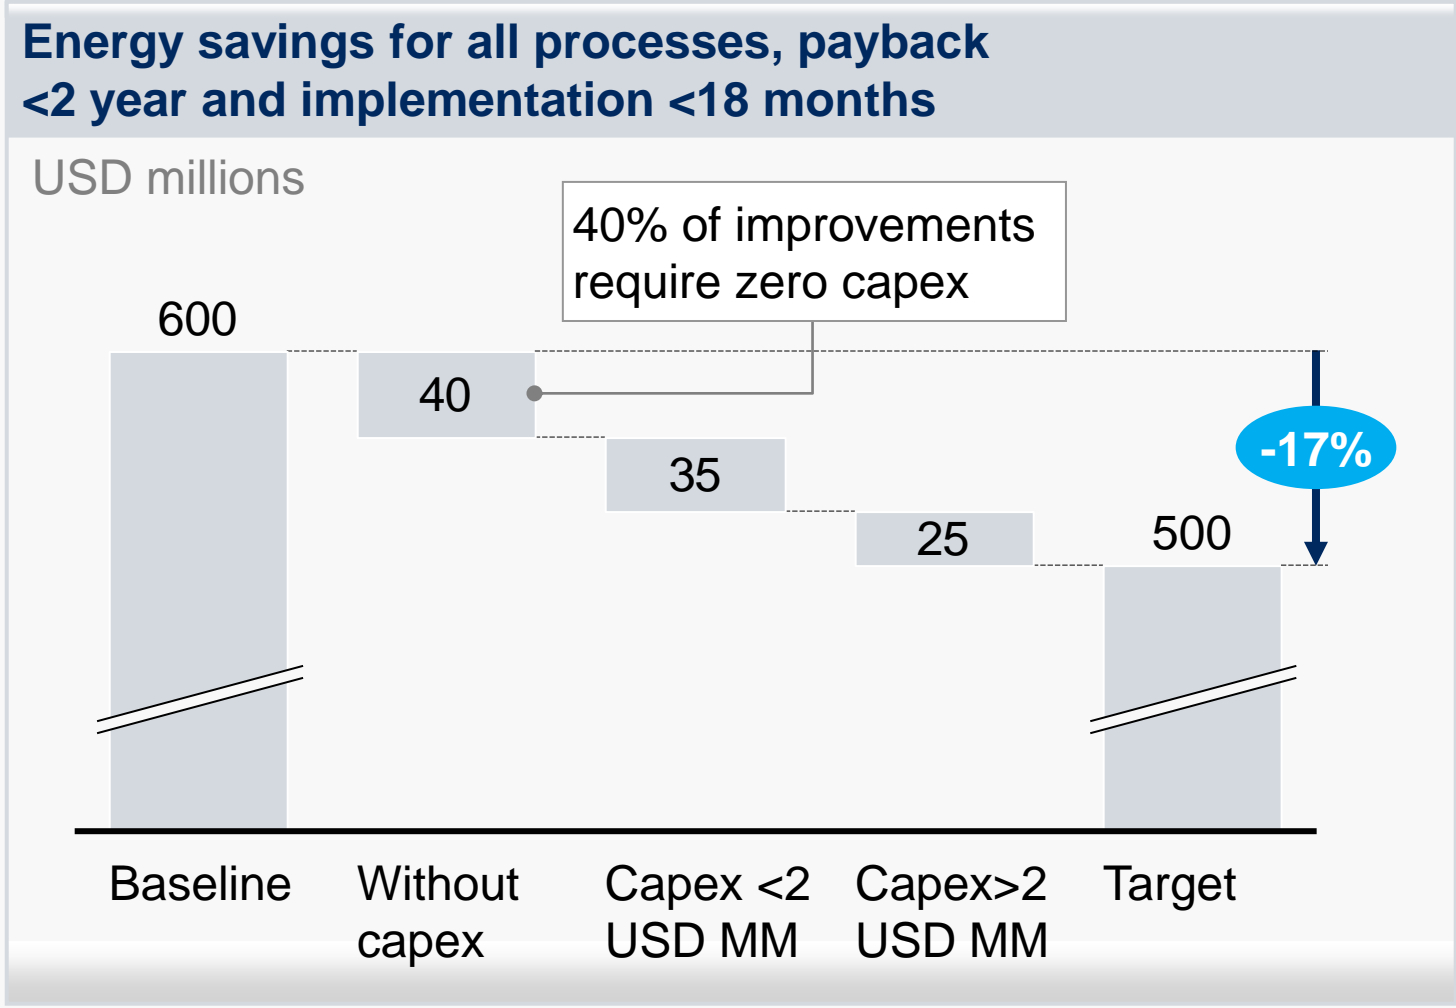 Energy savings for all processes, payback
<2 year and implementation <18 months
USD millions
40% of improvements
require zero capex
600
40
35
25
500
-17%
Baseline
Without
capex
Capex <2
USD MM
Capex>2
USD MM
Target